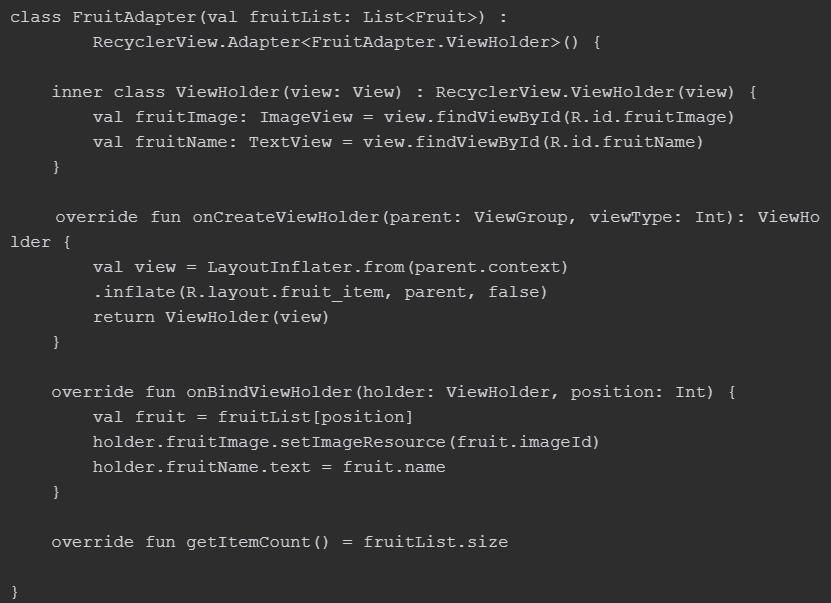 class FruitAdapter(val fruitList: List<Fruit>) :
        RecyclerView.Adapter<FruitAdapter.ViewHolder>() {

    inner class ViewHolder(view: View) : RecyclerView.ViewHolder(view) {
        val fruitImage: ImageView = view.findViewById(R.id.fruitImage)
        val fruitName: TextView = view.findViewById(R.id.fruitName)
    }

    override fun onCreateViewHolder(parent: ViewGroup, viewType: Int): ViewHo
lder {
        val view = LayoutInflater.from(parent.context)
        .inflate(R.layout.fruit_item, parent, false)
        return ViewHolder(view)
    }

    override fun onBindViewHolder(holder: ViewHolder, position: Int) {
        val fruit = fruitList[position]
        holder.fruitImage.setImageResource(fruit.imageId)
        holder.fruitName.text = fruit.name
    }

    override fun getItemCount() = fruitList.size

}